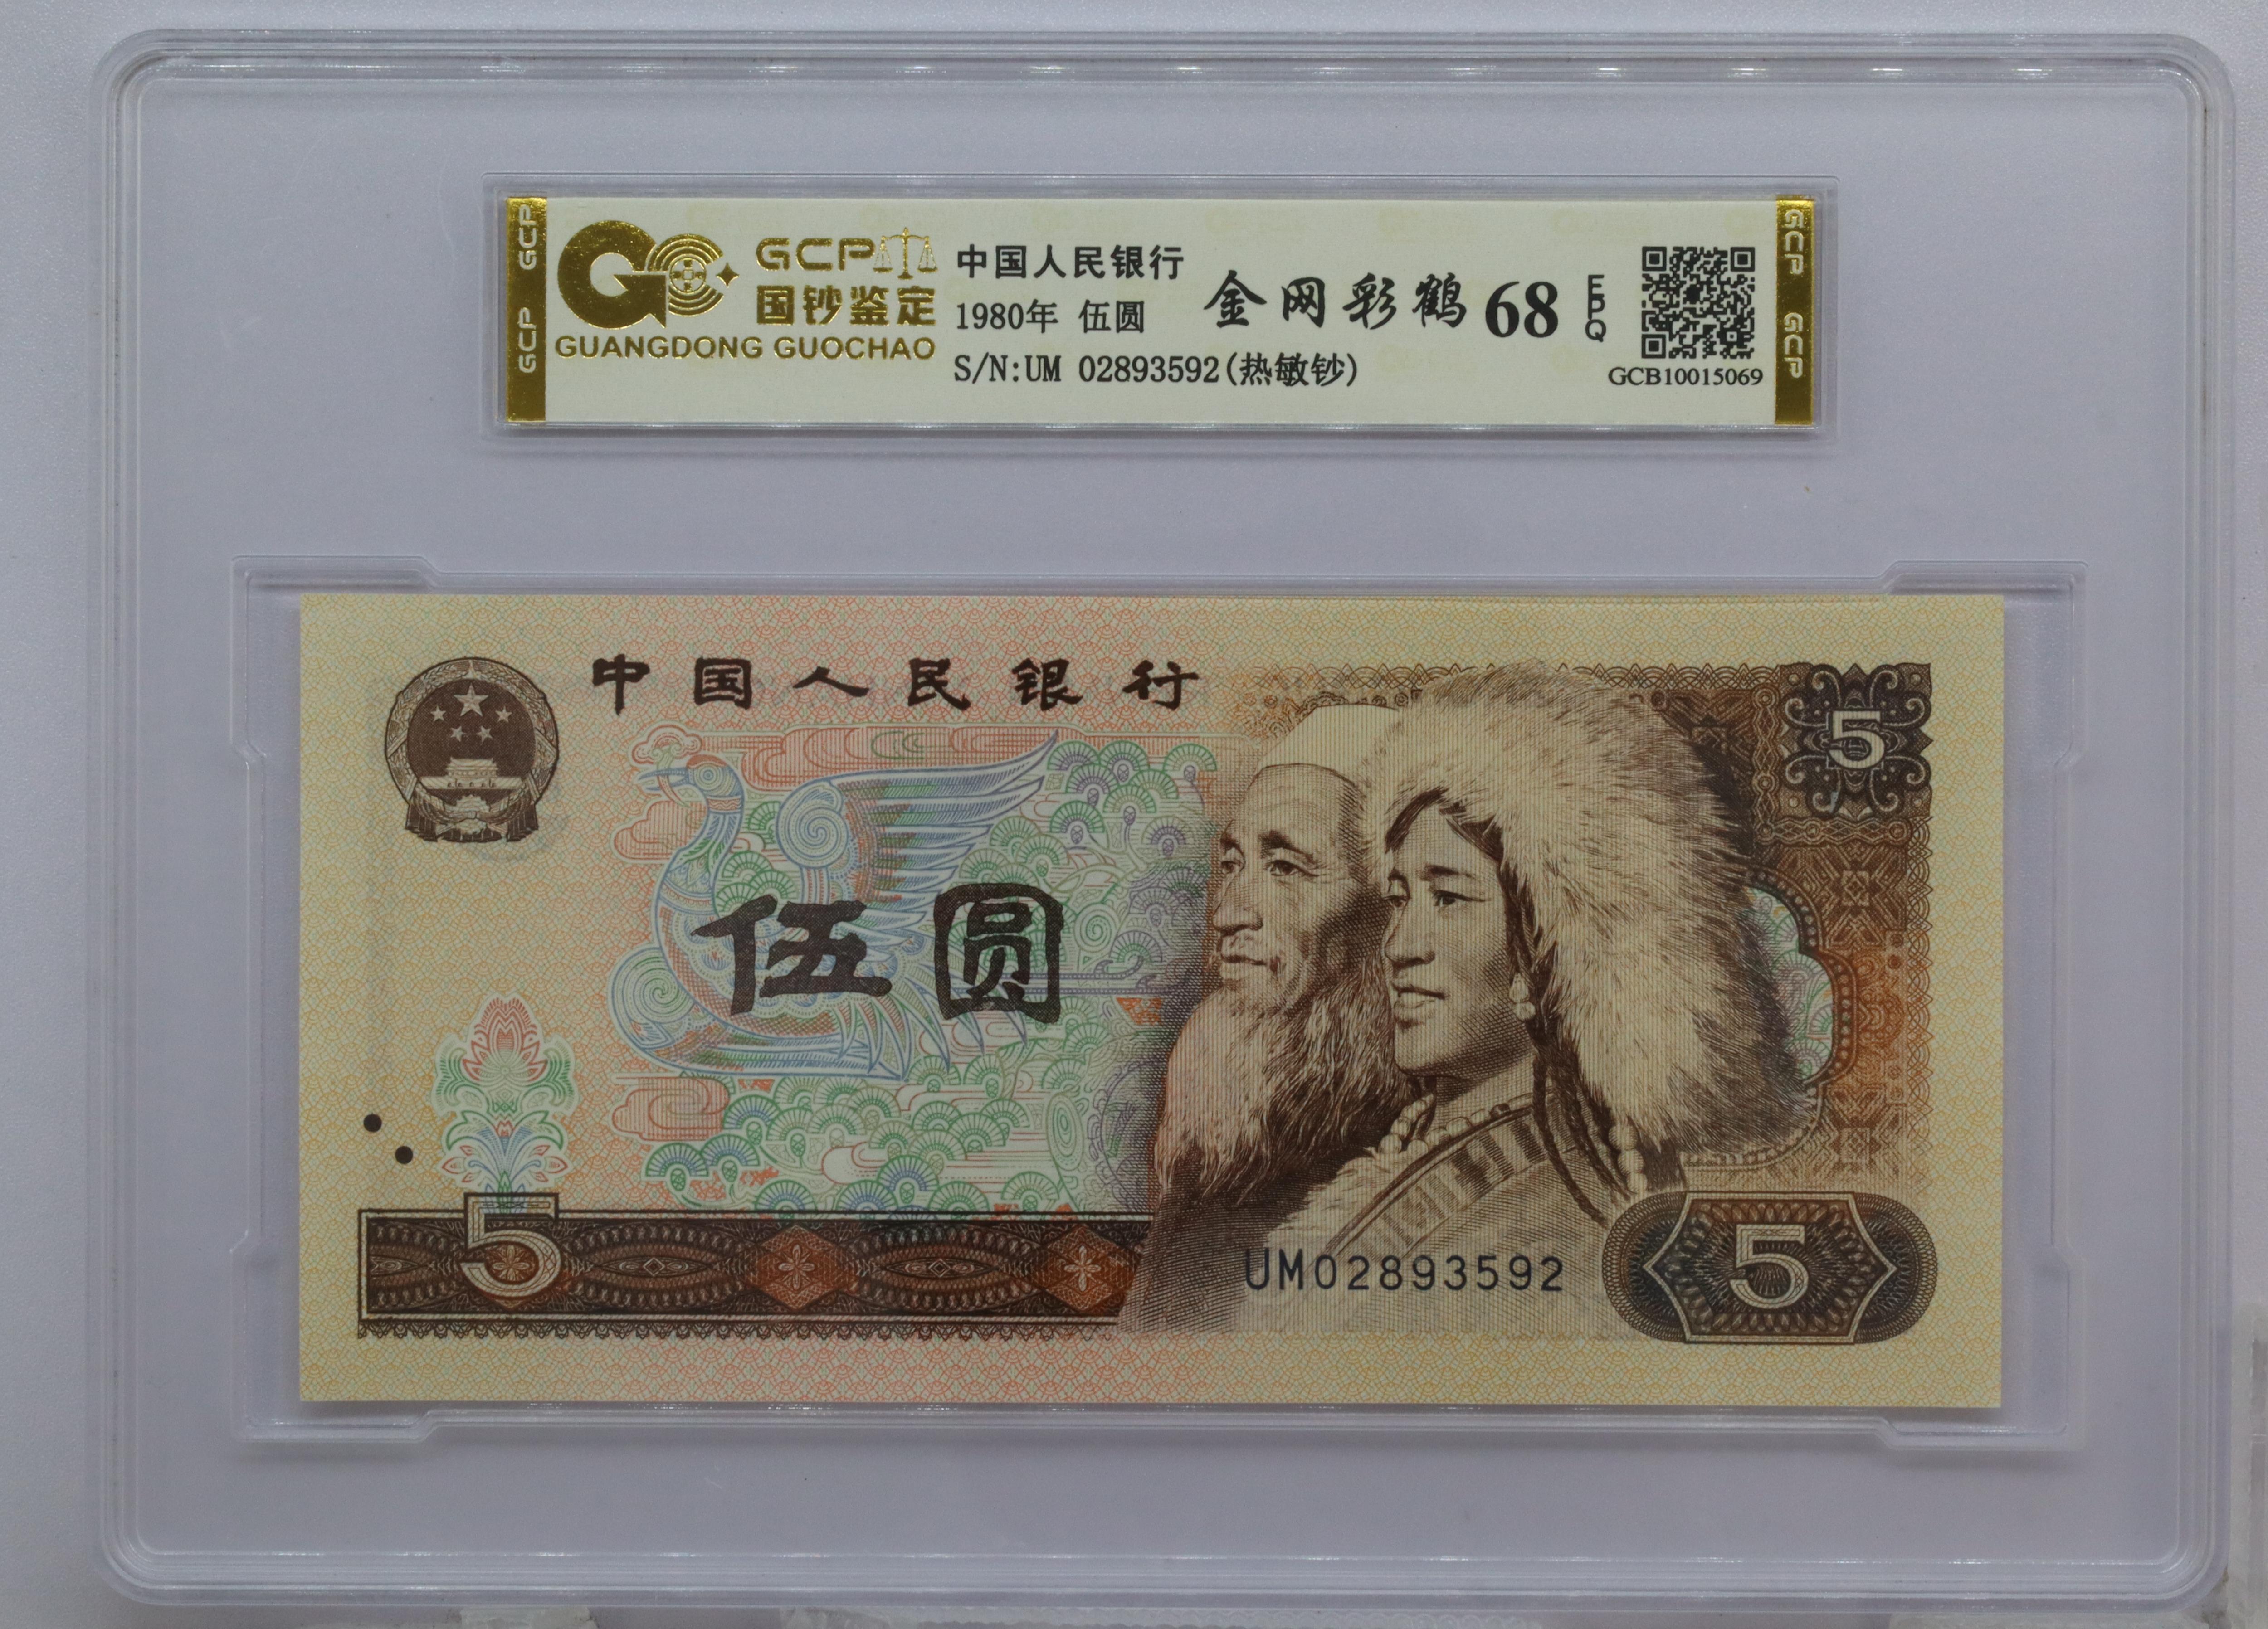 GCP GCP
GCP
国钞鉴定
GUANGDONG GUOCHAO
中国人民银行
1980年 伍圆
S/N:UM 02893592(热敏钞)
金网彩鹤 68 EPQ
GCB10015069
GCP GCP
中国人民银行
5
伍圆
5
UM02893592
5